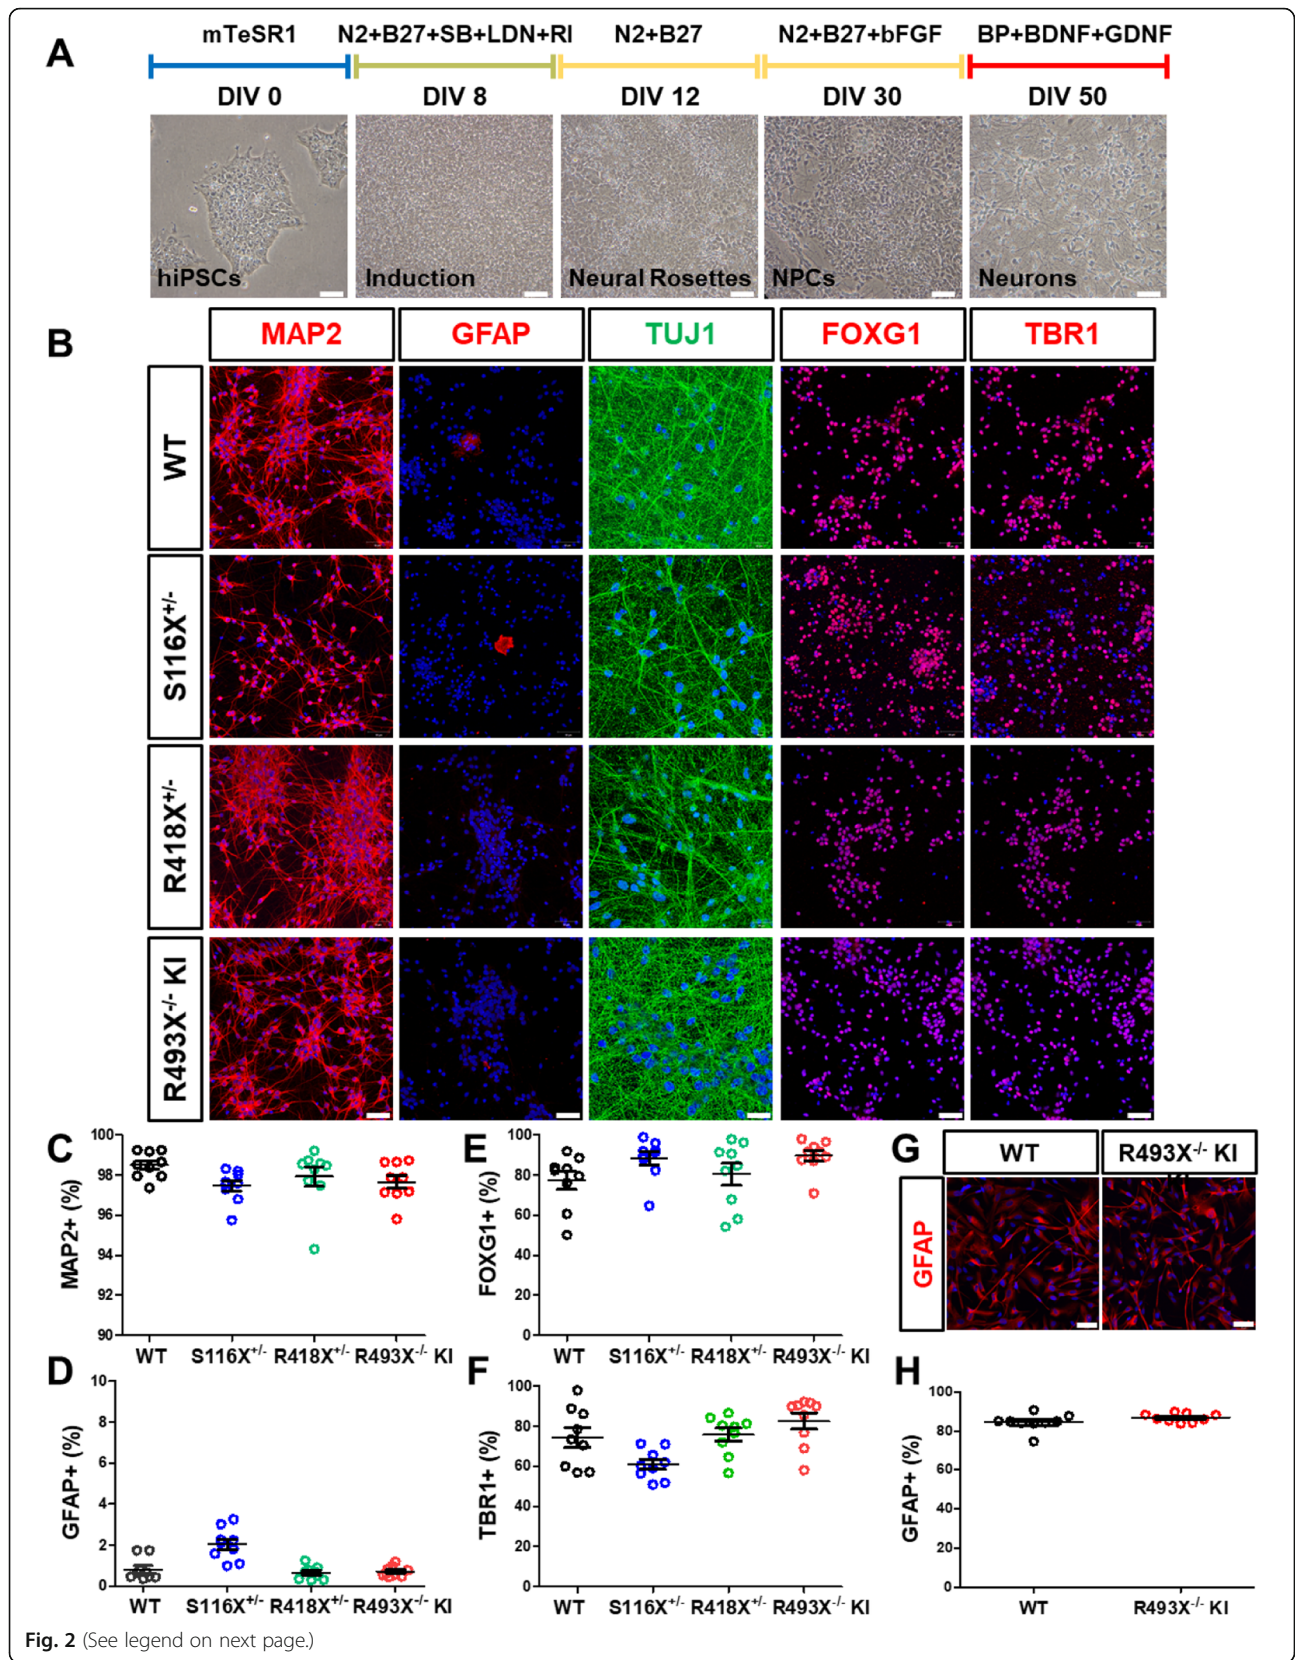 A
mTeSR1 N2+B27+SB+LDN+RI N2+B27 N2+B27+bFGF BP+BDNF+GDNF
DIV 0 DIV 8 DIV 12 DIV 30 DIV 50
hiPSCs Induction Neural Rosettes NPCs Neurons
B
MAP2 GFAP TUJ1 FOXG1 TBR1
WT
S116X+/-
R418X+/-
R493X-/- KI
C
MAP2+ (%)
100
98
96
94
92
90
WT S116X+/- R418X+/- R493X-/- KI
E
FOXG1+ (%)
100
80
60
40
20
0
WT S116X+/- R418X+/- R493X-/- KI
G
WT R493X-/- KI
GFAP
D
GFAP+ (%)
10
8
6
4
2
0
WT S116X+/- R418X+/- R493X-/- KI
F
TBR1+ (%)
100
80
60
40
20
0
WT S116X+/- R418X+/- R493X-/- KI
H
GFAP+ (%)
100
80
60
40
20
0
WT R493X-/- KI
Fig. 2 (See legend on next page.)